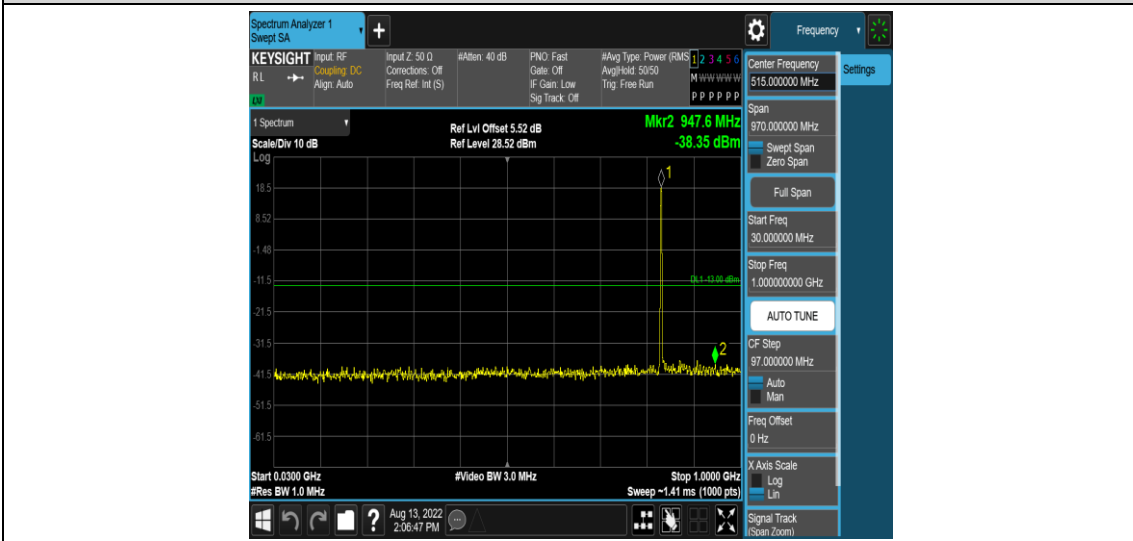 Spectrum Analyzer 1
Swept SA
+
Frequency
KEYSIGHT
RL
LXI
Input: RF
Coupling: DC
Align: Auto
Input Z: 50 Ω
Corrections: Off
Freq Ref: Int (S)
#Atten: 40 dB
PNO: Fast
Gate: Off
IF Gain: Low
Sig Track: Off
#Avg Type: Power (RMS
Avg|Hold: 50/50
Trig: Free Run
1 2 3 4 5 6
M W W W W W
P P P P P P
1 Spectrum
Scale/Div 10 dB
Log
Ref Lvl Offset 5.52 dB
Ref Level 28.52 dBm
Mkr2 947.6 MHz
-38.35 dBm
1
18.5
8.52
-1.48
-11.5
DL1 -13.00 dBm
-21.5
-31.5
2
-41.5
-51.5
-61.5
Start 0.0300 GHz
#Res BW 1.0 MHz
#Video BW 3.0 MHz
Stop 1.0000 GHz
Sweep ~1.41 ms (1000 pts)
?
Aug 13, 2022
2:06:47 PM
Center Frequency
515.000000 MHz
Settings
Span
970.000000 MHz
Swept Span
Zero Span
Full Span
Start Freq
30.000000 MHz
Stop Freq
1.000000000 GHz
AUTO TUNE
CF Step
97.000000 MHz
Auto
Man
Freq Offset
0 Hz
X Axis Scale
Log
Lin
Signal Track
(Span Zoom)